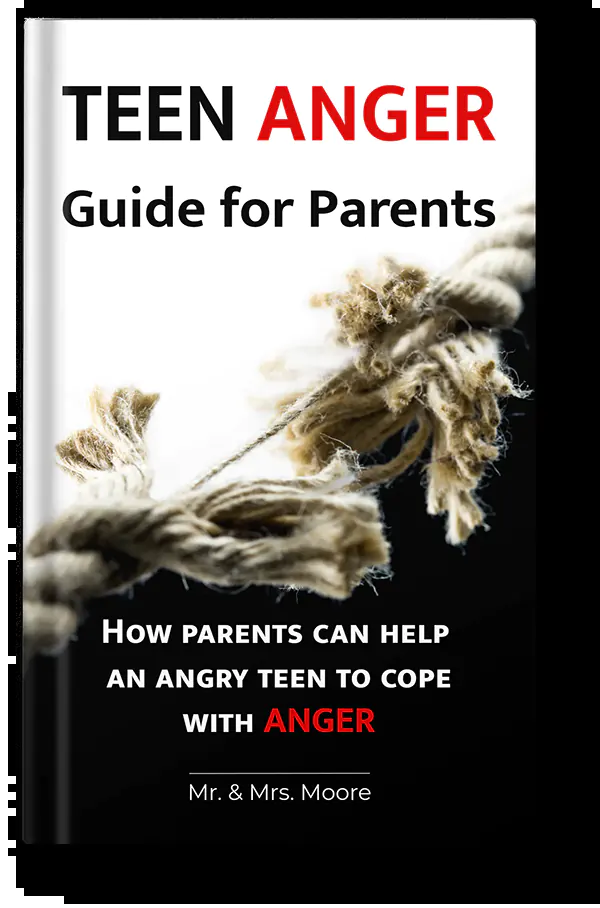 TEEN ANGER
Guide for Parents
How parents can help
an angry teen to cope
with ANGER
Mr. & Mrs. Moore